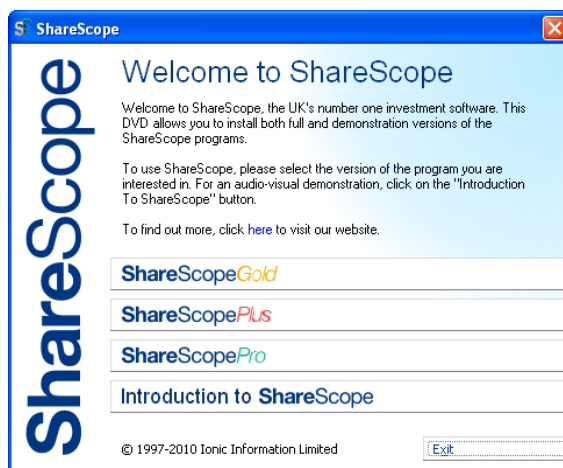 ShareScope
ShareScope
Welcome to ShareScope
Welcome to ShareScope, the UK's number one investment software. This
DVD allows you to install both full and demonstration versions of the
ShareScope programs.
To use ShareScope, please select the version of the program you are
interested in. For an audio-visual demonstration, click on the "Introduction
To ShareScope" button.
To find out more, click here to visit our website.
ShareScopeGold
ShareScopePlus
ShareScopePro
Introduction to ShareScope
© 1997-2010 Ionic Information Limited
Exit